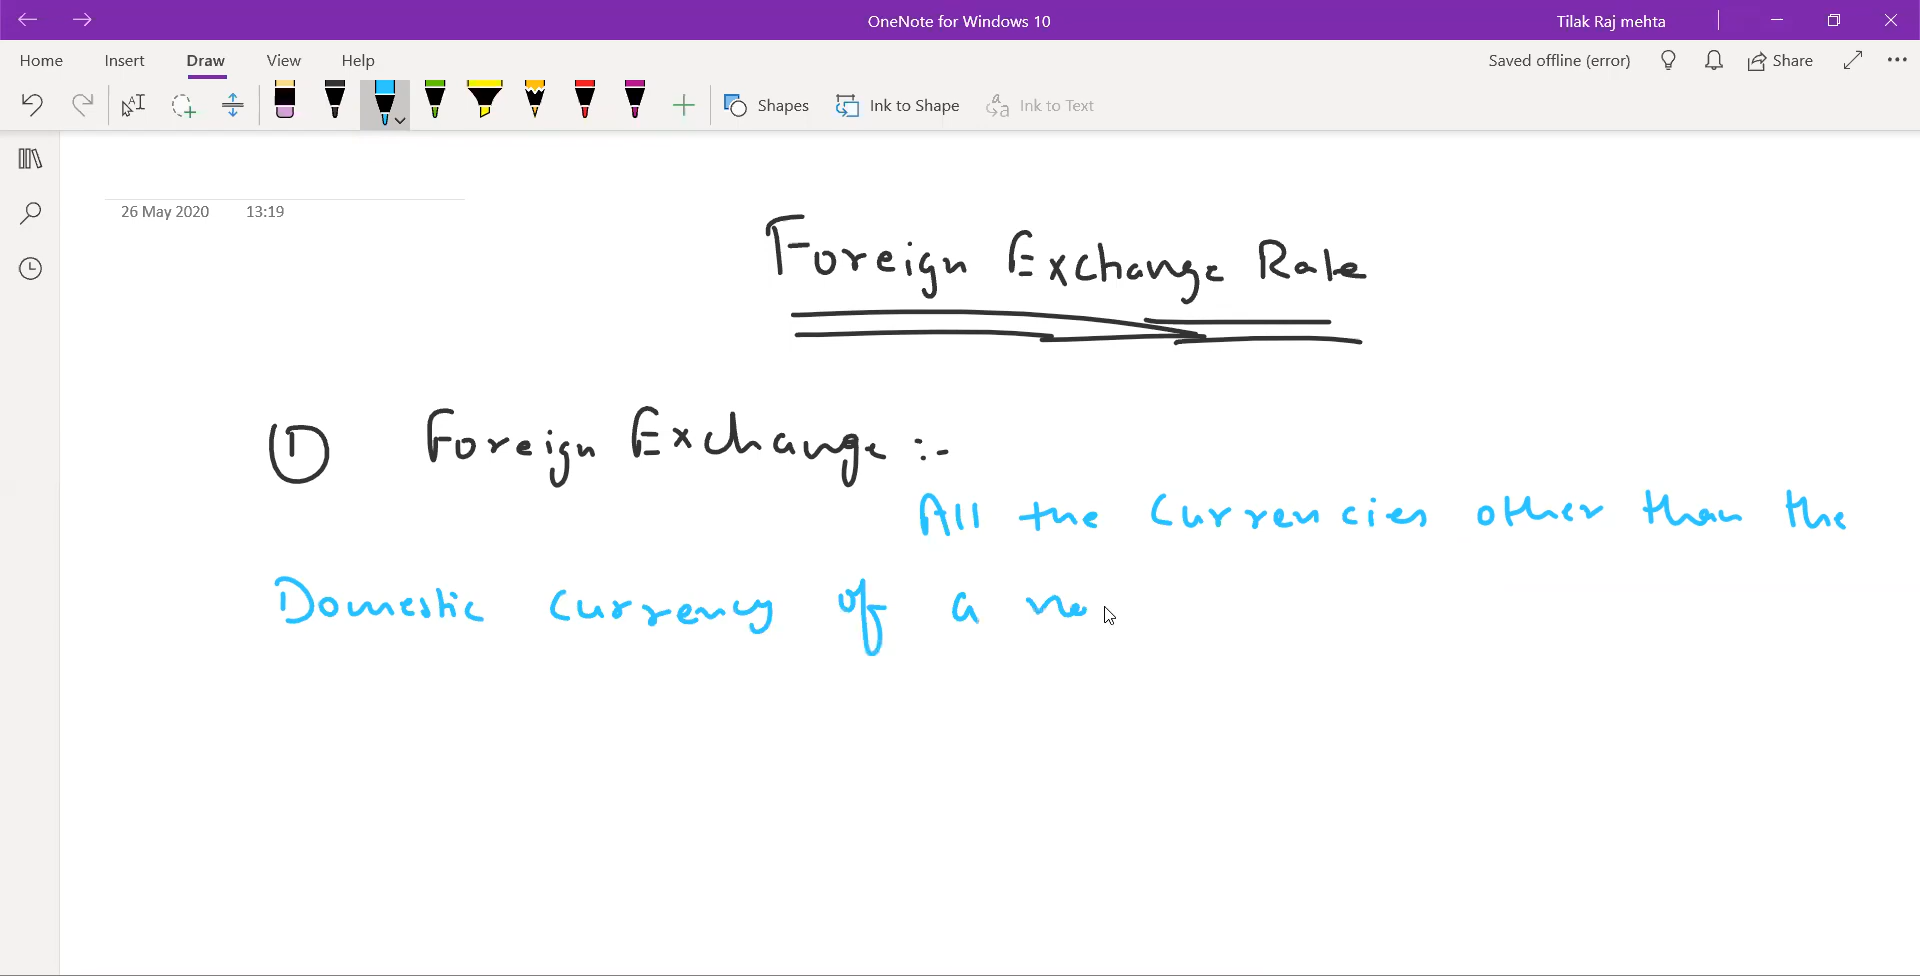 OneNote for Windows 10
Tilak Raj mehta
Home Insert Draw View Help
Saved offline (error) Share
Shapes Ink to Shape Ink to Text
26 May 2020 13:19
Foreign Exchange Rate
① Foreign Exchange :-
All the currencies other than the
Domestic currency of a na